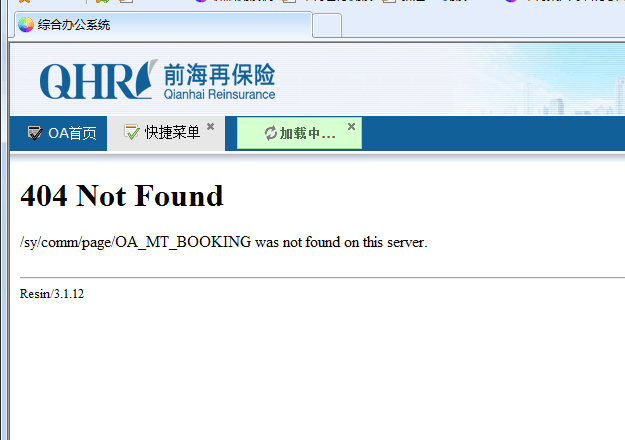 综合办公系统
QHRe 前海再保险
Qianhai Reinsurance
OA首页 快捷菜单 加载中...
404 Not Found
/sy/comm/page/OA_MT_BOOKING was not found on this server.
Resin/3.1.12